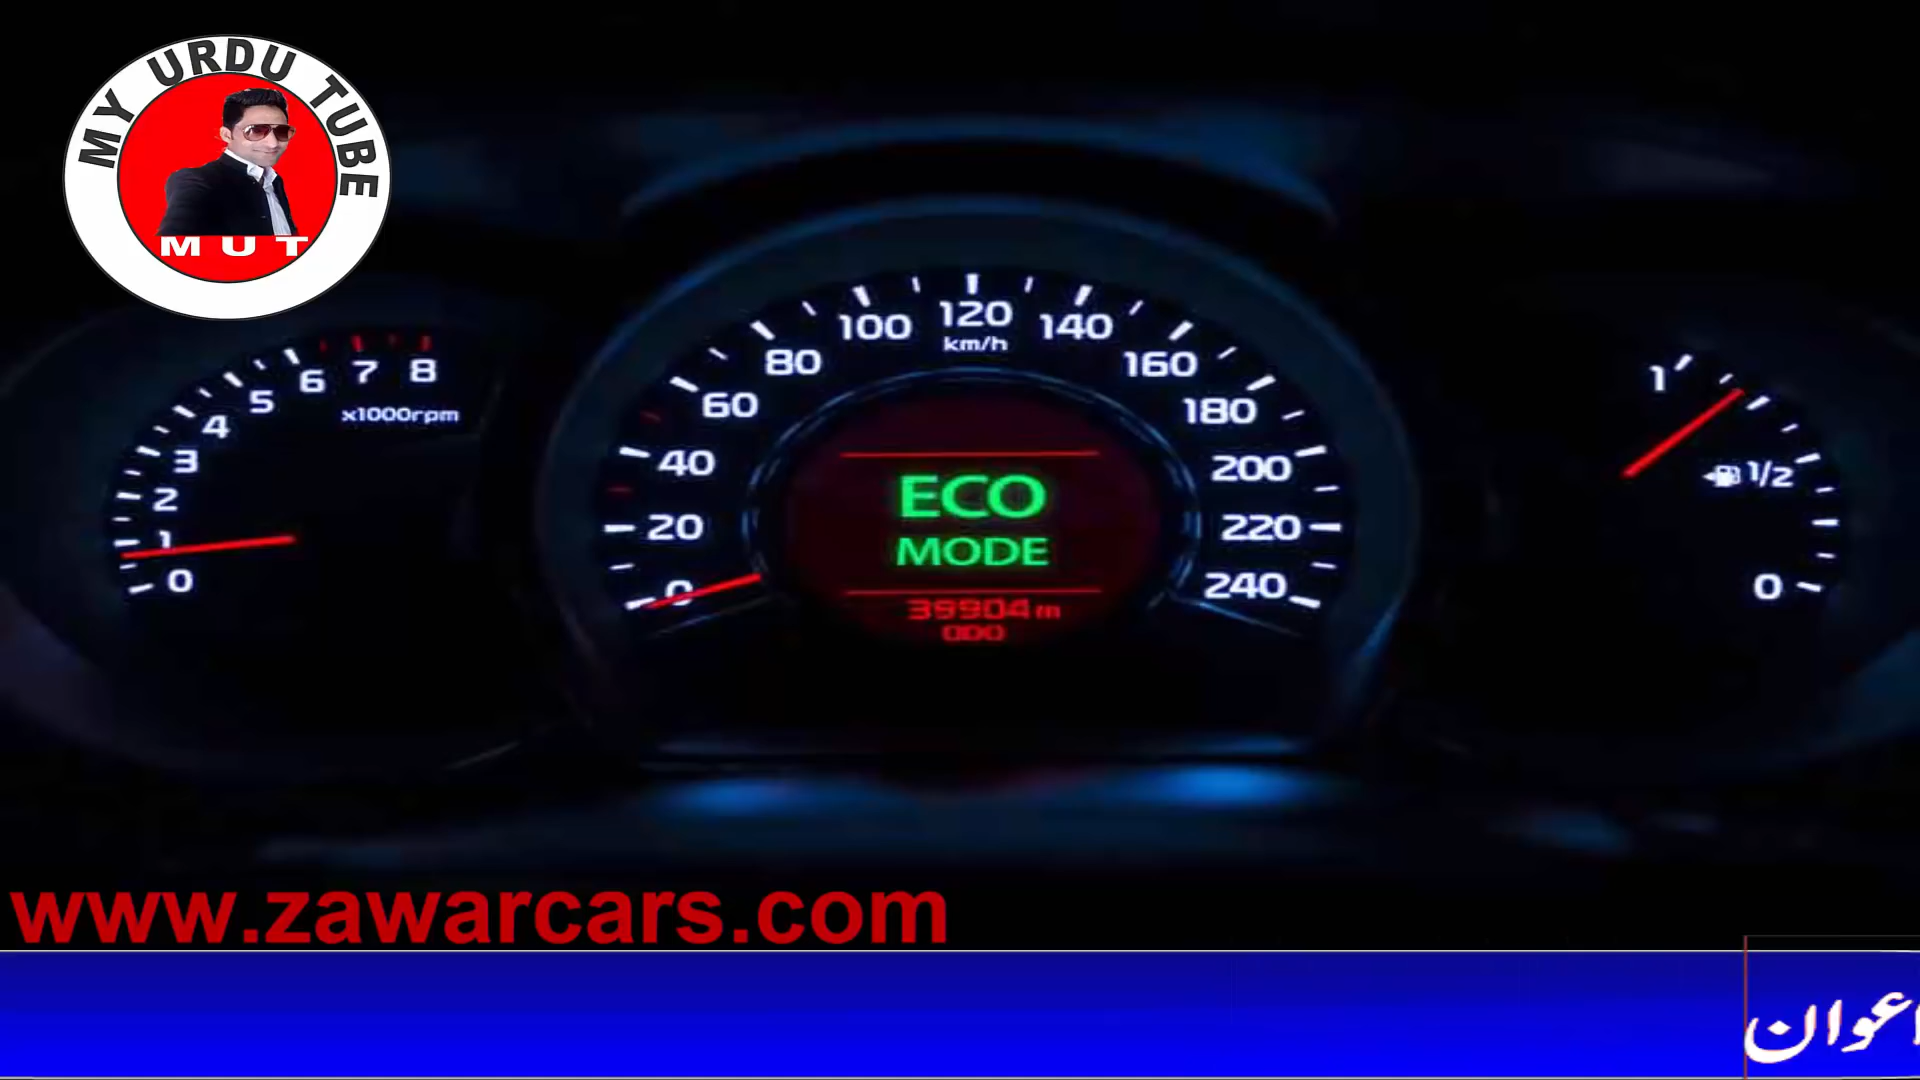 MY URDU TUBE
MUT
0 1 2 3 4 5 6 7 8
x1000rpm
0 20 40 60 80 100 120 140 160 180 200 220 240
km/h
ECO
MODE
39904 m
ODO
1
1/2
0
www.zawarcars.com
اعوان